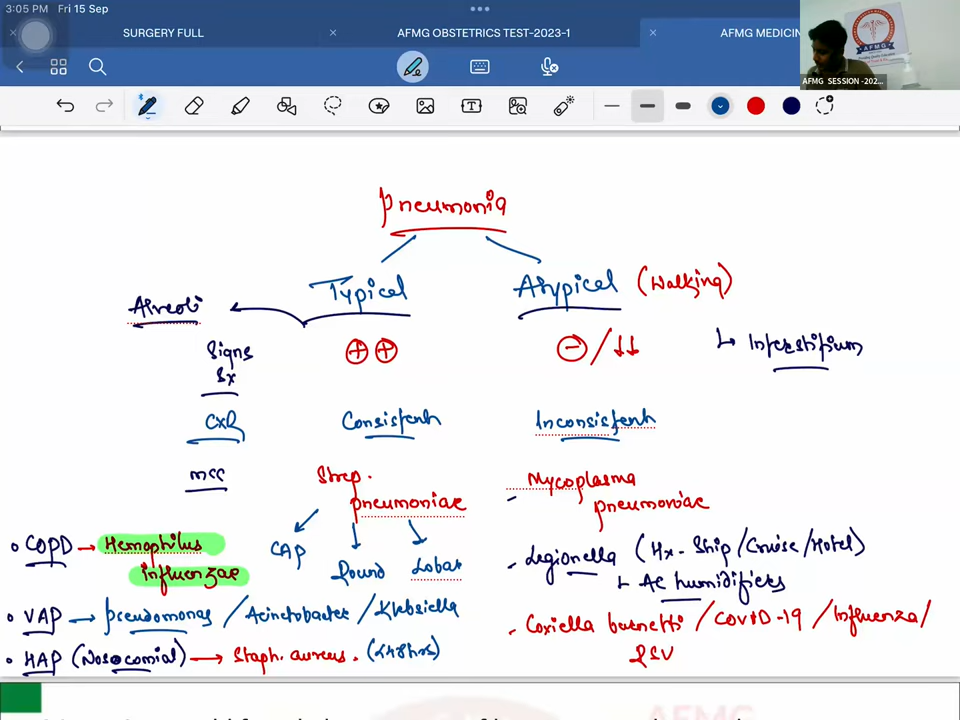 3:05 PM Fri 15 Sep
SURGERY FULL
AFMG OBSTETRICS TEST-2023-1
AFMG MEDICIN
AFMG
AFMG SESSION -202...
Pneumonia
Typical
Atypical (Walking)
Alveoli
Signs
Sx
⊕ ⊕
⊖ / ↓↓
↳ Interstitium
CXR
Consistent
Inconsistent
MCC
Strep.
pneumoniae
- Mycoplasma
pneumoniae
CAP
Round
Lobar
- Legionella (Hx - Ship/Cruise/Hotel)
↳ AC humidifiers
- Coxiella burnetti / COVID-19 / Influenza/
RSV
• COPD → Hemophilus
influenzae
• VAP → pseudomonas / Acinetobacter / Klebsiella
• HAP (Nosocomial) → Staph. aureus. (<48hrs)
AFMG